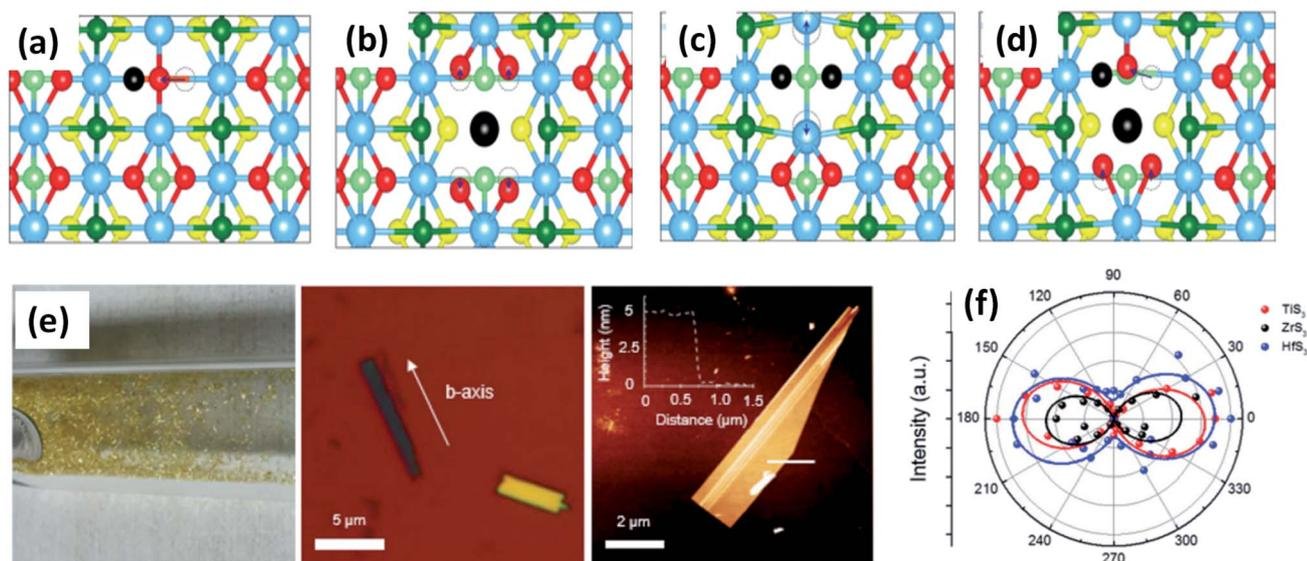 (a)
(b)
(c)
(d)
(e)
b-axis
5 µm
Height (nm)
5
2.5
0
0 0.5 1.0 1.5
Distance (µm)
2 µm
(f)
Intensity (a.u.)
90
120 60
150 30
180 0
210 330
240 300
270
TiS3
ZrS3
HfS3